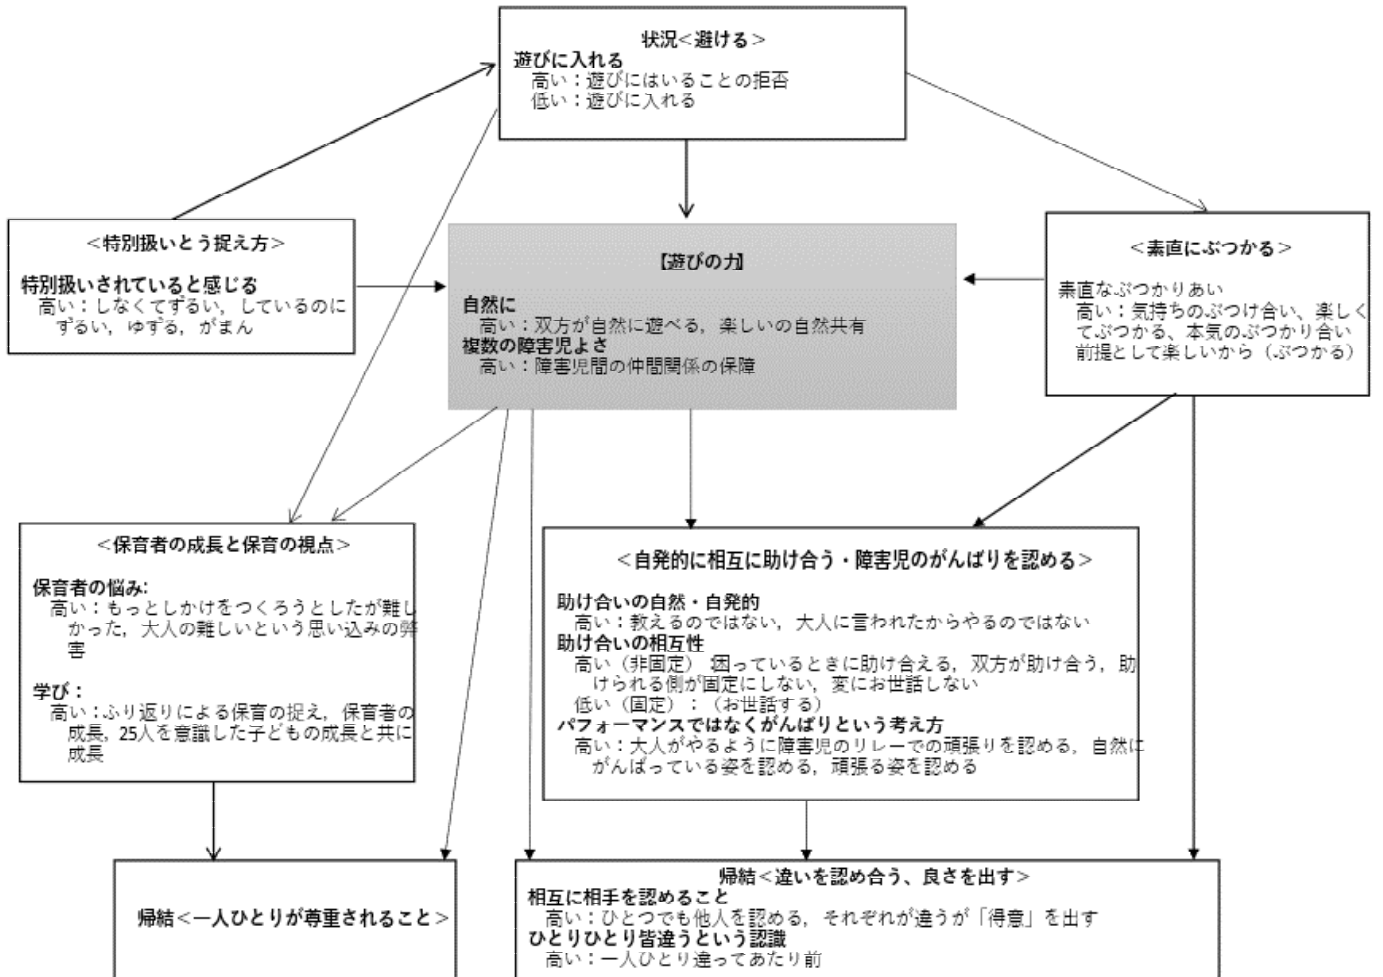 状況＜避ける＞
遊びに入れる
高い：遊びにはいることの拒否
低い：遊びに入れる
＜特別扱いとう捉え方＞
特別扱いされていると感じる
高い：しなくてずるい，しているのに
ずるい，ゆずる，がまん
【遊びの力】
自然に
高い：双方が自然に遊べる，楽しいの自然共有
複数の障害児よさ
高い：障害児間の仲間関係の保障
＜素直にぶつかる＞
素直なぶつかりあい
高い：気持ちのぶつけ合い、楽しく
てぶつかる、本気のぶつかり合い
前提として楽しいから（ぶつかる）
＜保育者の成長と保育の視点＞
保育者の悩み:
高い：もっとしかけをつくろうとしたが難し
かった，大人の難しいという思い込みの弊
害
学び：
高い：ふり返りによる保育の捉え，保育者の
成長，25人を意識した子どもの成長と共に
成長
＜自発的に相互に助け合う・障害児のがんばりを認める＞
助け合いの自然・自発的
高い：教えるのではない，大人に言われたからやるのではない
助け合いの相互性
高い（非固定）：困っているときに助け合える，双方が助け合う，助
けられる側が固定にしない，変にお世話しない
低い（固定）：（お世話する）
パフォーマンスではなくがんばりという考え方
高い：大人がやるように障害児のリレーでの頑張りを認める，自然に
がんばっている姿を認める，頑張る姿を認める
帰結＜一人ひとりが尊重されること＞
帰結＜違いを認め合う、良さを出す＞
相互に相手を認めること
高い：ひとつでも他人を認める，それぞれが違うが「得意」を出す
ひとりひとり皆違うという認識
高い：一人ひとり違ってあたり前